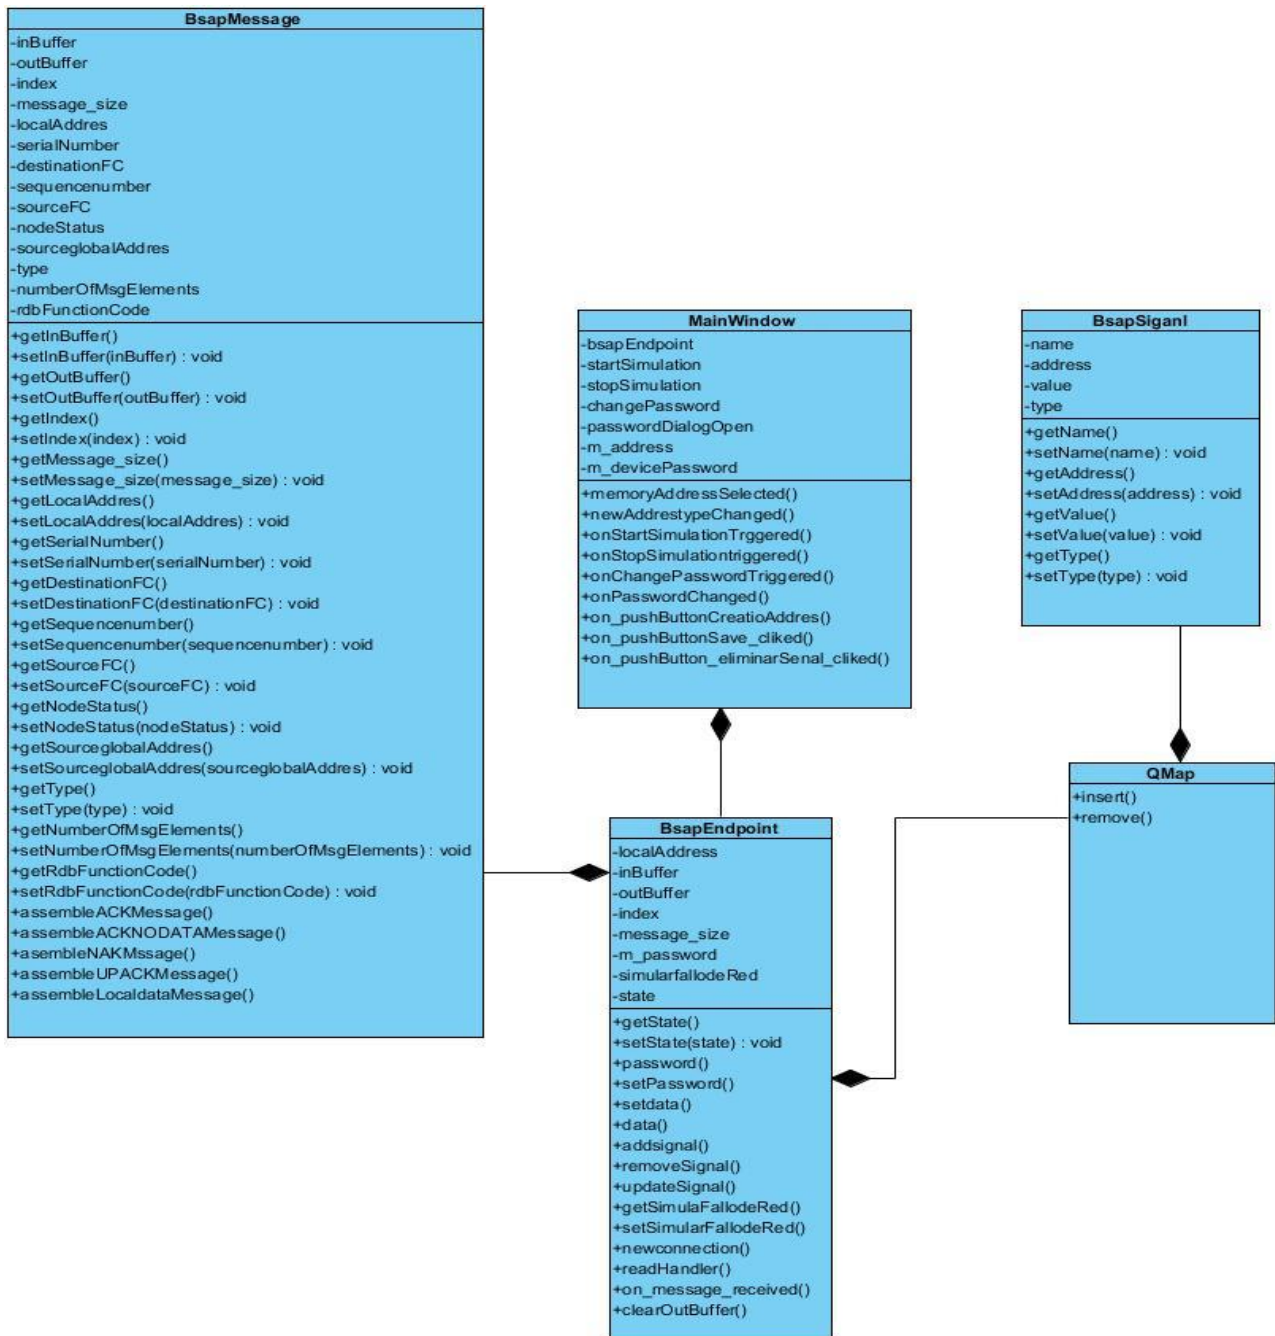 BsapMessage
-inBuffer
-outBuffer
-index
-message_size
-localAddres
-serialNumber
-destinationFC
-sequencenumber
-sourceFC
-nodeStatus
-sourceglobalAddres
-type
-numberOfMsgElements
-rdbFunctionCode
+getInBuffer()
+setInBuffer(inBuffer) : void
+getOutBuffer()
+setOutBuffer(outBuffer) : void
+getIndex()
+setIndex(index) : void
+getMessage_size()
+setMessage_size(message_size) : void
+getLocalAddres()
+setLocalAddres(localAddres) : void
+getSerialNumber()
+setSerialNumber(serialNumber) : void
+getDestinationFC()
+setDestinationFC(destinationFC) : void
+getSequencenumber()
+setSequencenumber(sequencenumber) : void
+getSourceFC()
+setSourceFC(sourceFC) : void
+getNodeStatus()
+setNodeStatus(nodeStatus) : void
+getSourceglobalAddres()
+setSourceglobalAddres(sourceglobalAddres) : void
+getType()
+setType(type) : void
+getNumberOfMsgElements()
+setNumberOfMsgElements(numberOfMsgElements) : void
+getRdbFunctionCode()
+setRdbFunctionCode(rdbFunctionCode) : void
+assembleACKMessage()
+assembleACKNODATAMessage()
+asembleNAKMssage()
+assembleUPACKMessage()
+assembleLocaldataMessage()
MainWindow
-bsapEndpoint
-startSimulation
-stopSimulation
-changePassword
-passwordDialogOpen
-m_address
-m_devicePassword
+memoryAddressSelected()
+newAddrestypeChanged()
+onStartSimulationTrggered()
+onStopSimulationtriggered()
+onChangePasswordTriggered()
+onPasswordChanged()
+on_pushButtonCreatioAddres()
+on_pushButtonSave_cliked()
+on_pushButton_eliminarSenal_cliked()
BsapSiganl
-name
-address
-value
-type
+getName()
+setName(name) : void
+getAddress()
+setAddress(address) : void
+getValue()
+setValue(value) : void
+getType()
+setType(type) : void
QMap
+insert()
+remove()
BsapEndpoint
-localAddress
-inBuffer
-outBuffer
-index
-message_size
-m_password
-simularfallodeRed
-state
+getState()
+setState(state) : void
+password()
+setPassword()
+setdata()
+data()
+addsignal()
+removeSignal()
+updateSignal()
+getSimulaFallodeRed()
+setSimularFallodeRed()
+newconnection()
+readHandler()
+on_message_received()
+clearOutBuffer()